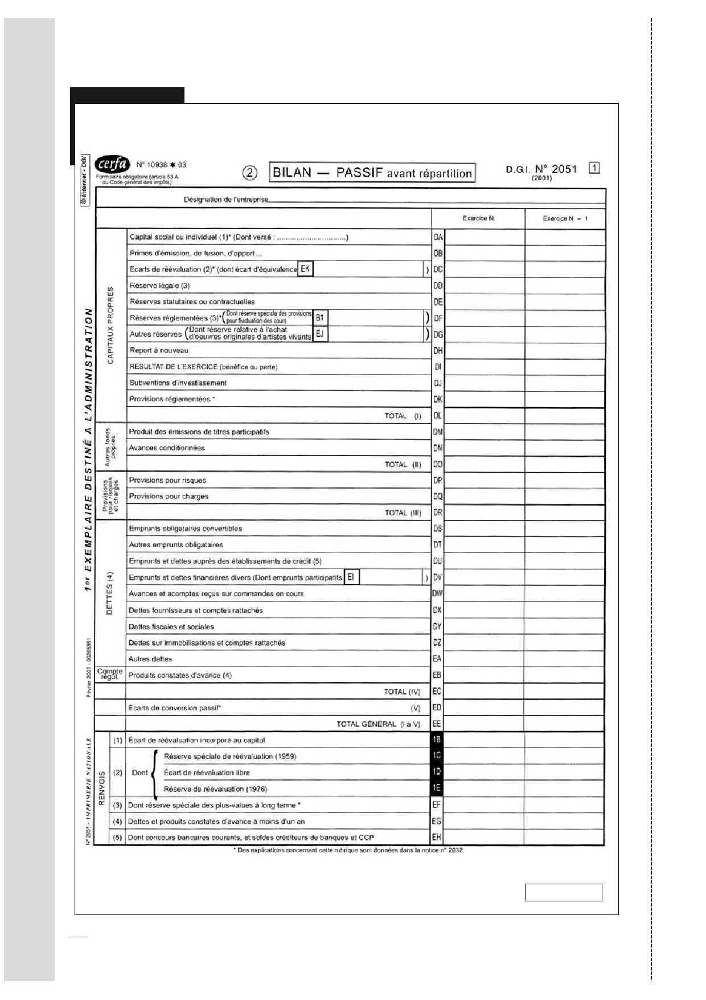 © Internet - DGI
cerfa N° 10938 ✱ 03
Formulaire obligatoire (article 53 A
du Code général des impôts)
2 BILAN — PASSIF avant répartition
D.G.I. N° 2051 1
(2001)
Désignation de l'entreprise
Exercice N Exercice N – 1
CAPITAUX PROPRES
Capital social ou individuel (1)* (Dont versé : ..................................) DA
Primes d'émission, de fusion, d'apport... DB
Ecarts de réévaluation (2)* (dont écart d'équivalence EK ) DC
Réserve légale (3) DD
Réserves statutaires ou contractuelles DE
Réserves réglementées (3)* (Dont réserve spéciale des provisions pour fluctuation des cours B1 ) DF
Autres réserves (Dont réserve relative à l'achat d'oeuvres originales d'artistes vivants EJ ) DG
Report à nouveau DH
RÉSULTAT DE L'EXERCICE (bénéfice ou perte) DI
Subventions d'investissement DJ
Provisions réglementées * DK
TOTAL (I) DL
Autres fonds propres
Produit des émissions de titres participatifs DM
Avances conditionnées DN
TOTAL (II) DO
Provisions pour risques et charges
Provisions pour risques DP
Provisions pour charges DQ
TOTAL (III) DR
DETTES (4)
Emprunts obligataires convertibles DS
Autres emprunts obligataires DT
Emprunts et dettes auprès des établissements de crédit (5) DU
Emprunts et dettes financières divers (Dont emprunts participatifs EI ) DV
Avances et acomptes reçus sur commandes en cours DW
Dettes fournisseurs et comptes rattachés DX
Dettes fiscales et sociales DY
Dettes sur immobilisations et comptes rattachés DZ
Autres dettes EA
Compte régul. Produits constatés d'avance (4) EB
TOTAL (IV) EC
Ecarts de conversion passif* (V) ED
TOTAL GÉNÉRAL (I à V) EE
RENVOIS
(1) Écart de réévaluation incorporé au capital 1B
Réserve spéciale de réévaluation (1959) 1C
(2) Dont { Écart de réévaluation libre 1D
Réserve de réévaluation (1976) 1E
(3) Dont réserve spéciale des plus-values à long terme * EF
(4) Dettes et produits constatés d'avance à moins d'un an EG
(5) Dont concours bancaires courants, et soldes créditeurs de banques et CCP EH
* Des explications concernant cette rubrique sont données dans la notice n° 2032.
1er EXEMPLAIRE DESTINÉ A L'ADMINISTRATION
Février 2001 - 00265351
N° 2051 - IMPRIMERIE NATIONALE